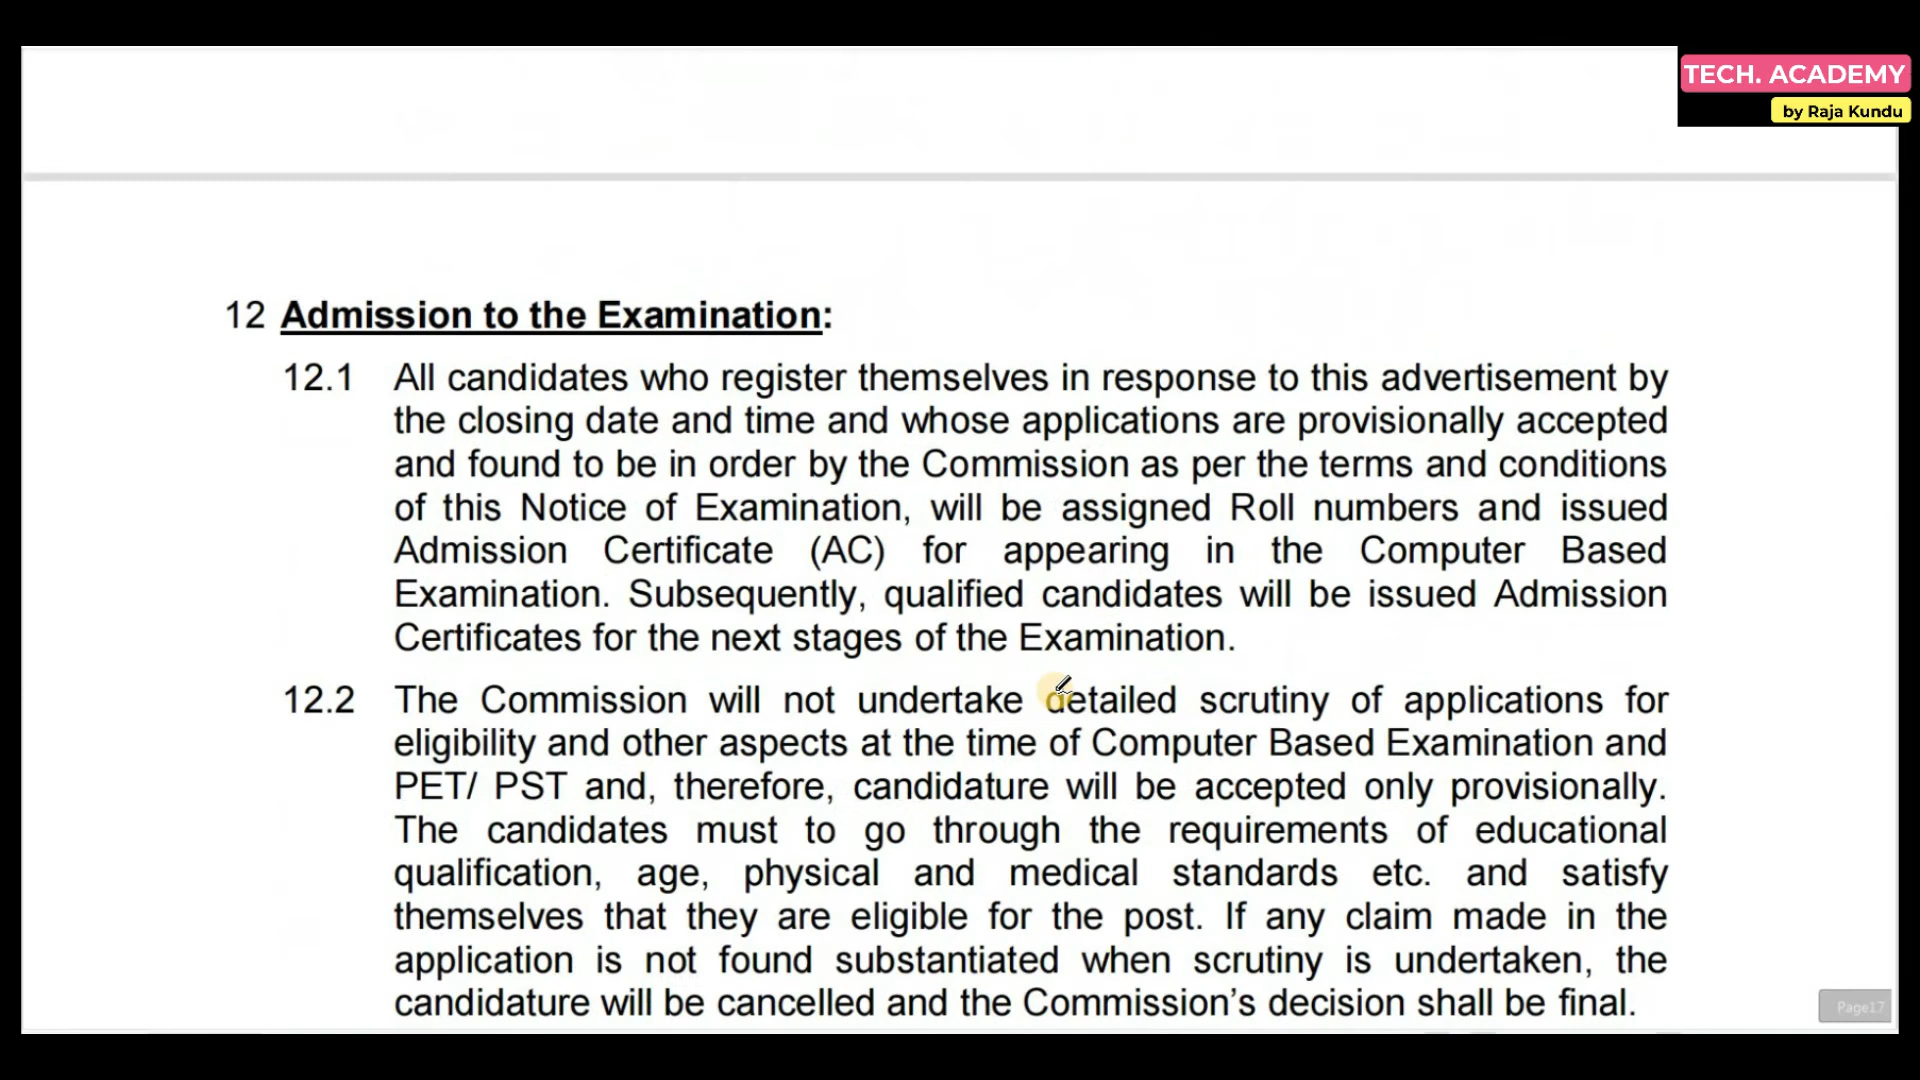 TECH. ACADEMY
by Raja Kundu
12 Admission to the Examination:
12.1 All candidates who register themselves in response to this advertisement by
the closing date and time and whose applications are provisionally accepted
and found to be in order by the Commission as per the terms and conditions
of this Notice of Examination, will be assigned Roll numbers and issued
Admission Certificate (AC) for appearing in the Computer Based
Examination. Subsequently, qualified candidates will be issued Admission
Certificates for the next stages of the Examination.
12.2 The Commission will not undertake detailed scrutiny of applications for
eligibility and other aspects at the time of Computer Based Examination and
PET/ PST and, therefore, candidature will be accepted only provisionally.
The candidates must to go through the requirements of educational
qualification, age, physical and medical standards etc. and satisfy
themselves that they are eligible for the post. If any claim made in the
application is not found substantiated when scrutiny is undertaken, the
candidature will be cancelled and the Commission’s decision shall be final.
Page17